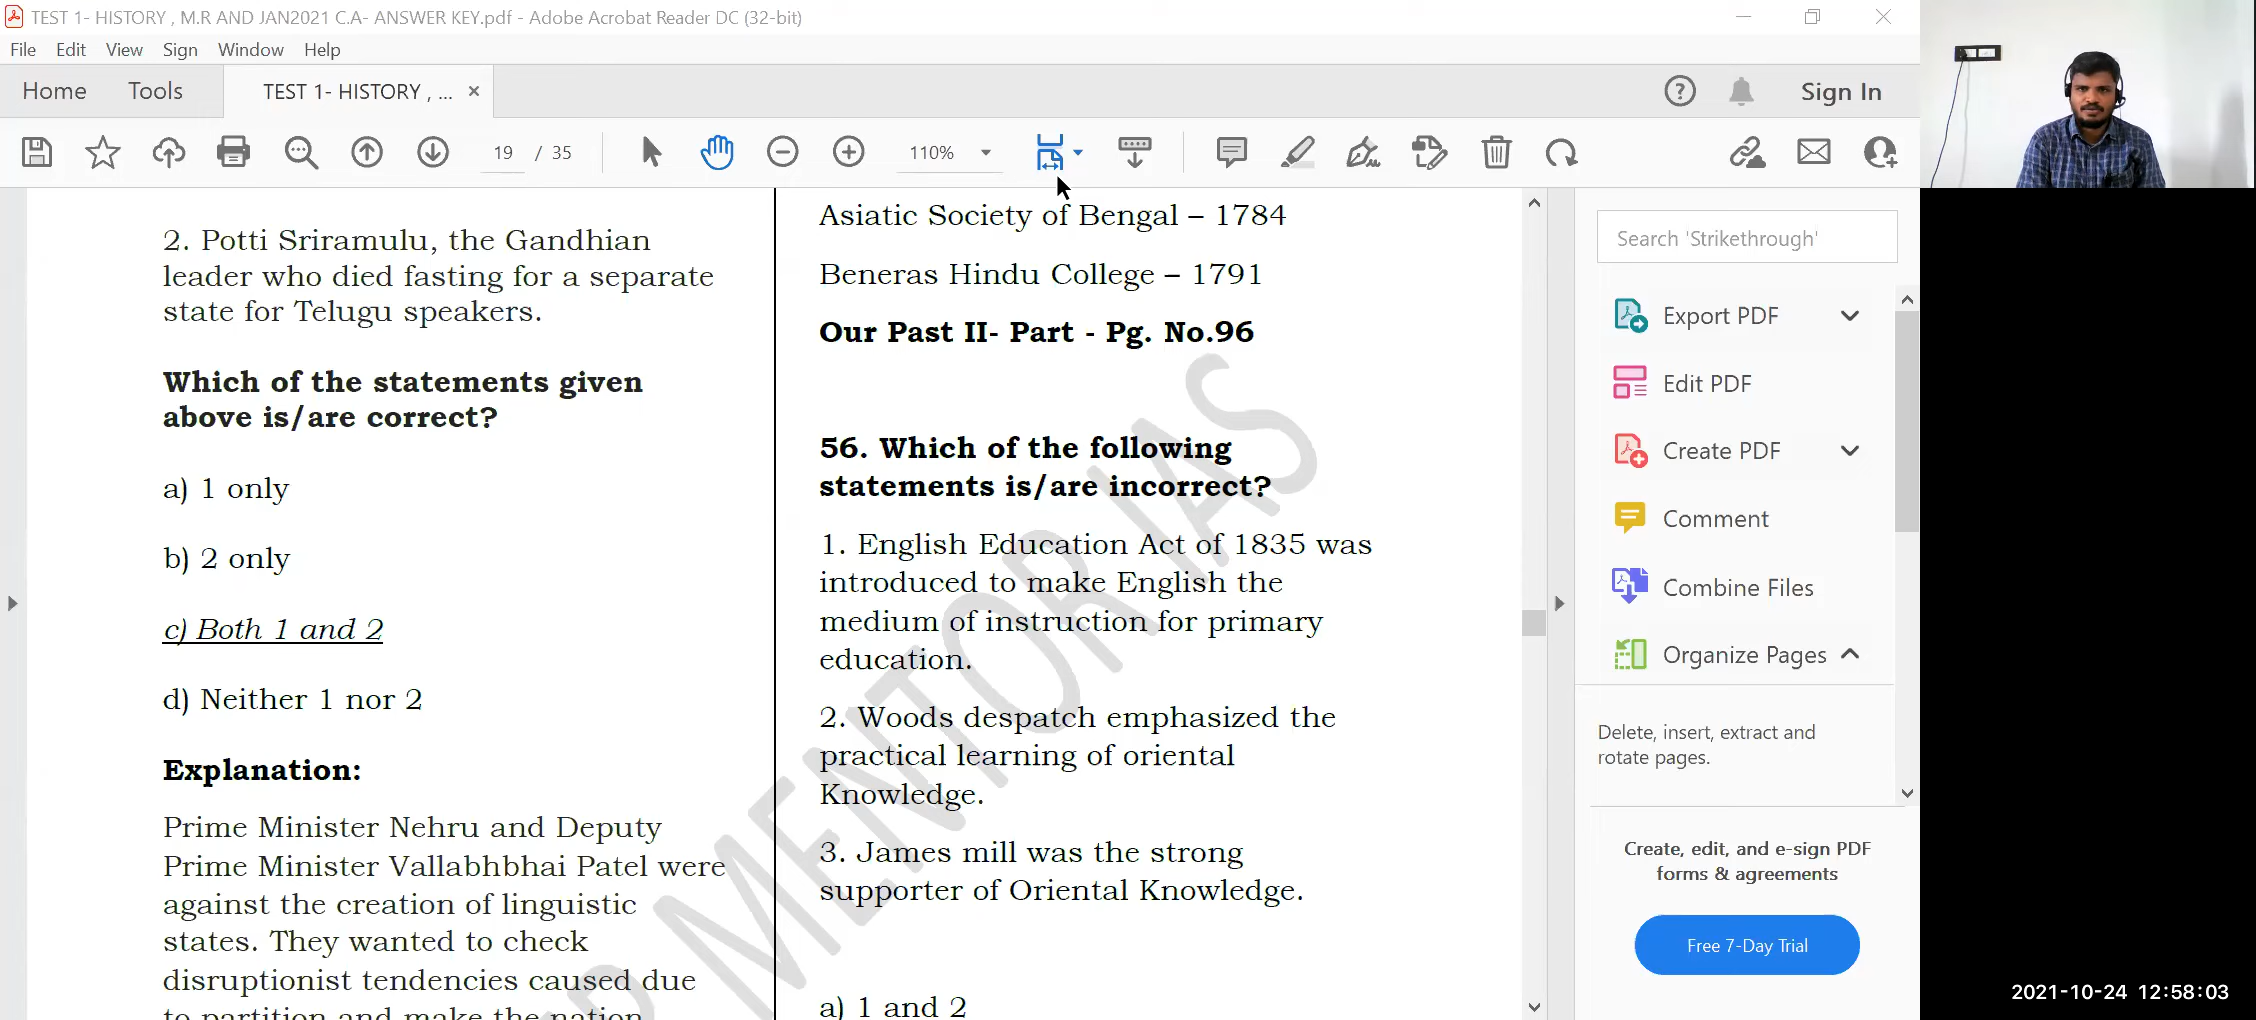 TEST 1- HISTORY , M.R AND JAN2021 C.A- ANSWER KEY.pdf - Adobe Acrobat Reader DC (32-bit)
File Edit View Sign Window Help
Home Tools TEST 1- HISTORY , ... × Sign In
19 / 35 110%
2. Potti Sriramulu, the Gandhian
leader who died fasting for a separate
state for Telugu speakers.
Which of the statements given
above is/are correct?
a) 1 only
b) 2 only
c) Both 1 and 2
d) Neither 1 nor 2
Explanation:
Prime Minister Nehru and Deputy
Prime Minister Vallabhbhai Patel were
against the creation of linguistic
states. They wanted to check
disruptionist tendencies caused due
to partition and make the nation
Asiatic Society of Bengal – 1784
Beneras Hindu College – 1791
Our Past II- Part - Pg. No.96
56. Which of the following
statements is/are incorrect?
1. English Education Act of 1835 was
introduced to make English the
medium of instruction for primary
education.
2. Woods despatch emphasized the
practical learning of oriental
Knowledge.
3. James mill was the strong
supporter of Oriental Knowledge.
a) 1 and 2
MENTOR IAS
Search 'Strikethrough'
Export PDF
Edit PDF
Create PDF
Comment
Combine Files
Organize Pages
Delete, insert, extract and
rotate pages.
Create, edit, and e-sign PDF
forms & agreements
Free 7-Day Trial
2021-10-24 12:58:03